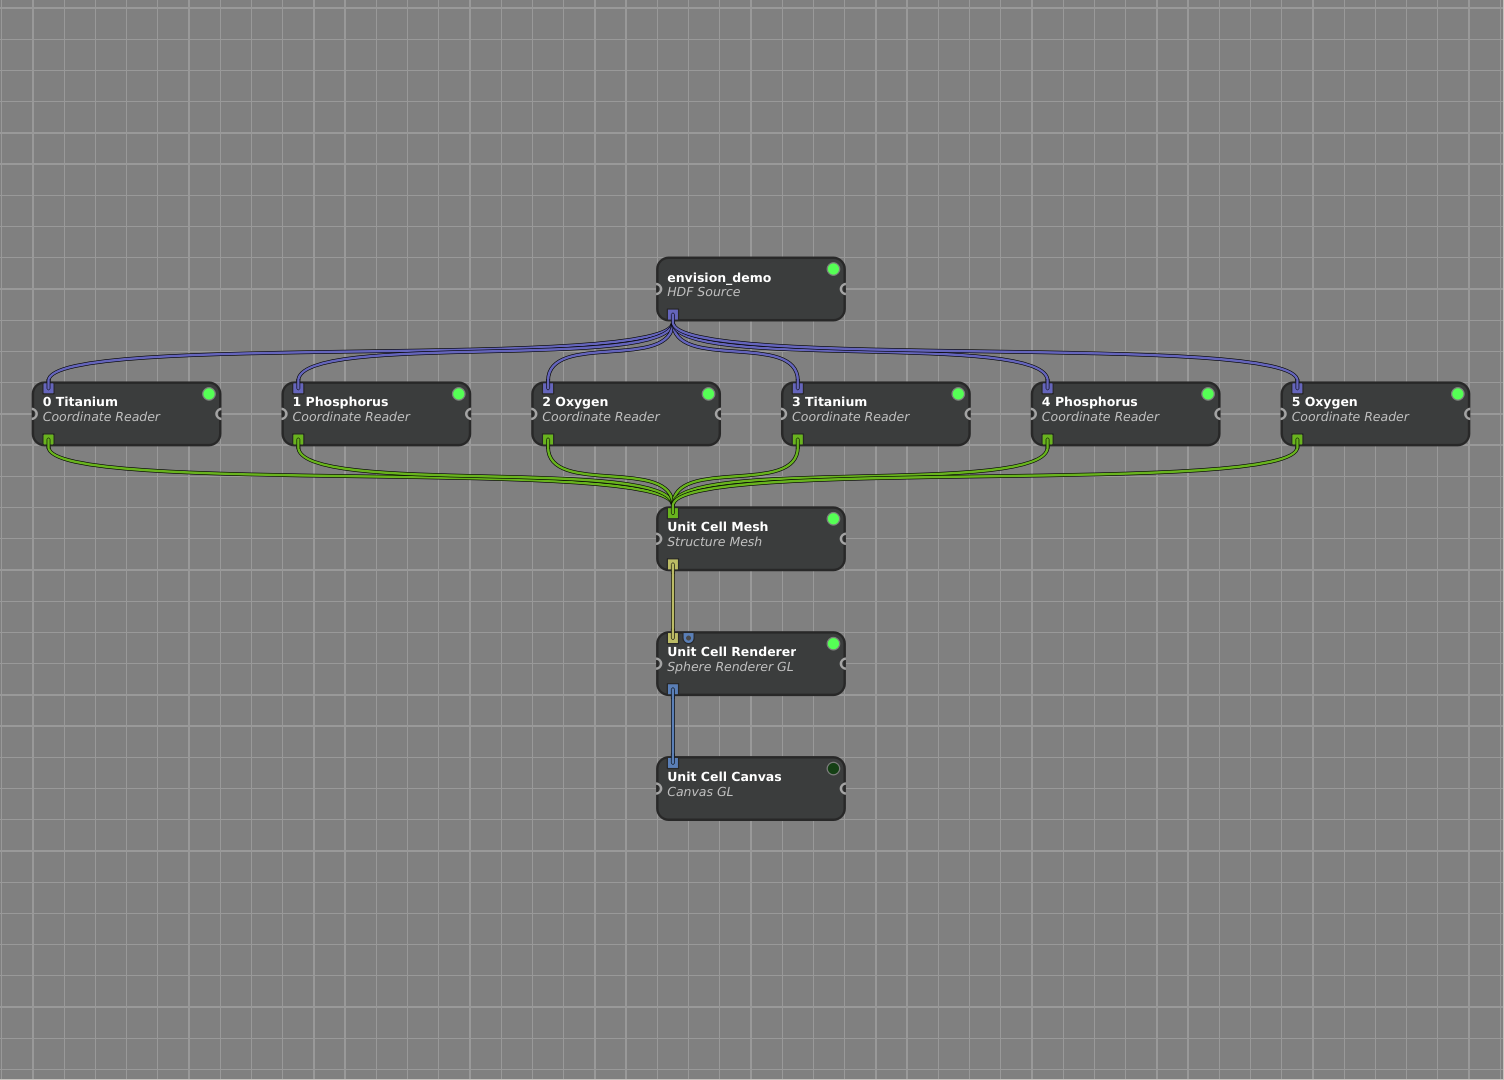 envision_demo
HDF Source
0 Titanium
Coordinate Reader
1 Phosphorus
Coordinate Reader
2 Oxygen
Coordinate Reader
3 Titanium
Coordinate Reader
4 Phosphorus
Coordinate Reader
5 Oxygen
Coordinate Reader
Unit Cell Mesh
Structure Mesh
Unit Cell Renderer
Sphere Renderer GL
Unit Cell Canvas
Canvas GL